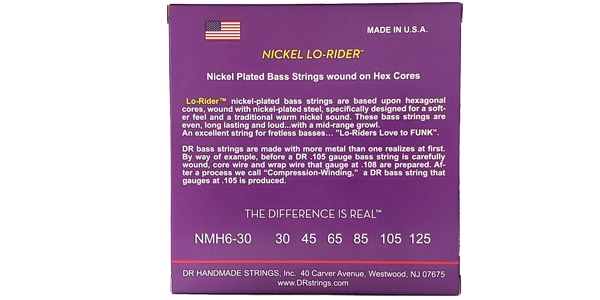 MADE IN U.S.A.
NICKEL LO-RIDER™
Nickel Plated Bass Strings wound on Hex Cores
Lo-Rider™ nickel-plated bass strings are based upon hexagonal
cores, wound with nickel-plated steel, specifically designed for a soft-
er feel and a traditional warm nickel sound. These bass strings are
even, long lasting and loud...with a mid-range growl.
An excellent string for fretless basses... "Lo-Riders Love to FUNK".
DR bass strings are made with more metal than one realizes at first.
By way of example, before a DR .105 gauge bass string is carefully
wound, core wire and wrap wire that gauge at .108 are prepared. Af-
ter a process we call “Compression-Winding,” a DR bass string that
gauges at .105 is produced.
THE DIFFERENCE IS REAL™
NMH6-30 30 45 65 85 105 125
DR HANDMADE STRINGS, Inc. 40 Carver Avenue, Westwood, NJ 07675
www.DRstrings.com